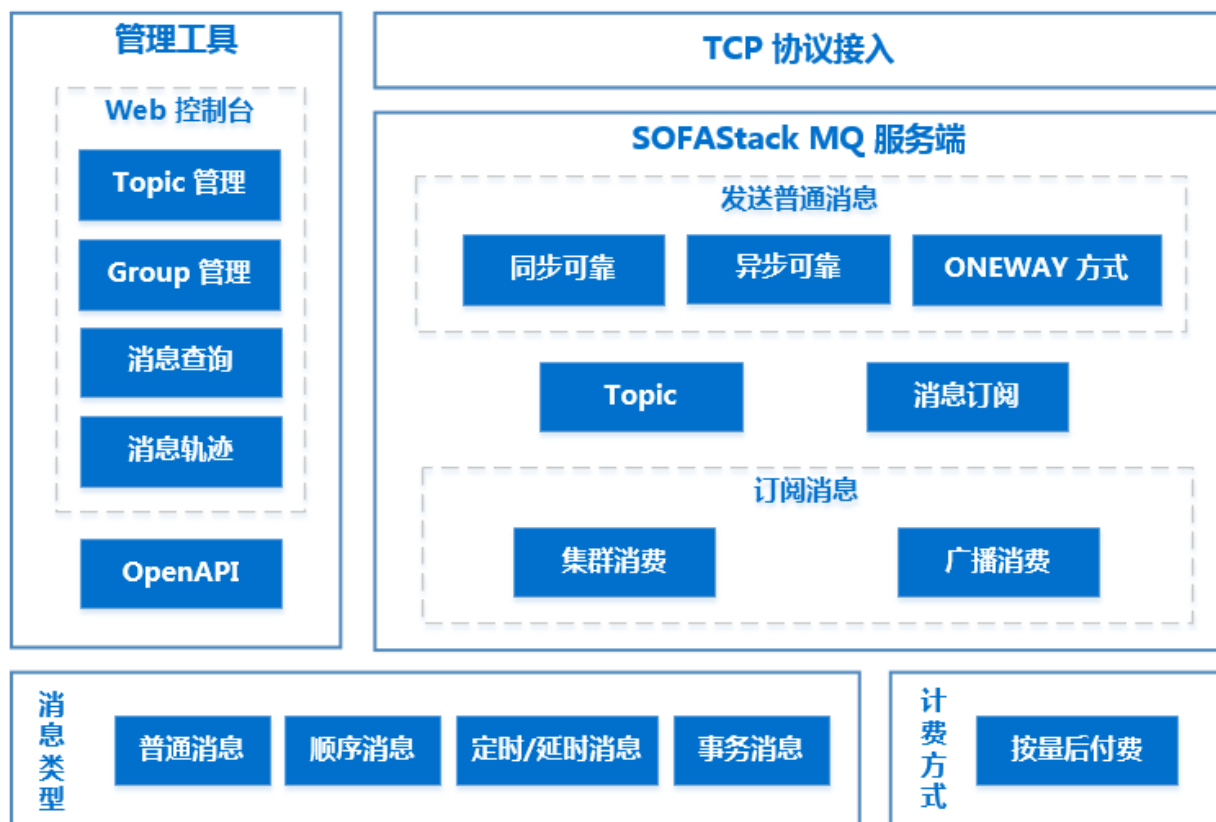 管理工具
Web 控制台
Topic 管理
Group 管理
消息查询
消息轨迹
OpenAPI
TCP 协议接入
SOFAStack MQ 服务端
发送普通消息
同步可靠
异步可靠
ONEWAY 方式
Topic
消息订阅
订阅消息
集群消费
广播消费
消息类型
普通消息
顺序消息
定时/延时消息
事务消息
计费方式
按量后付费